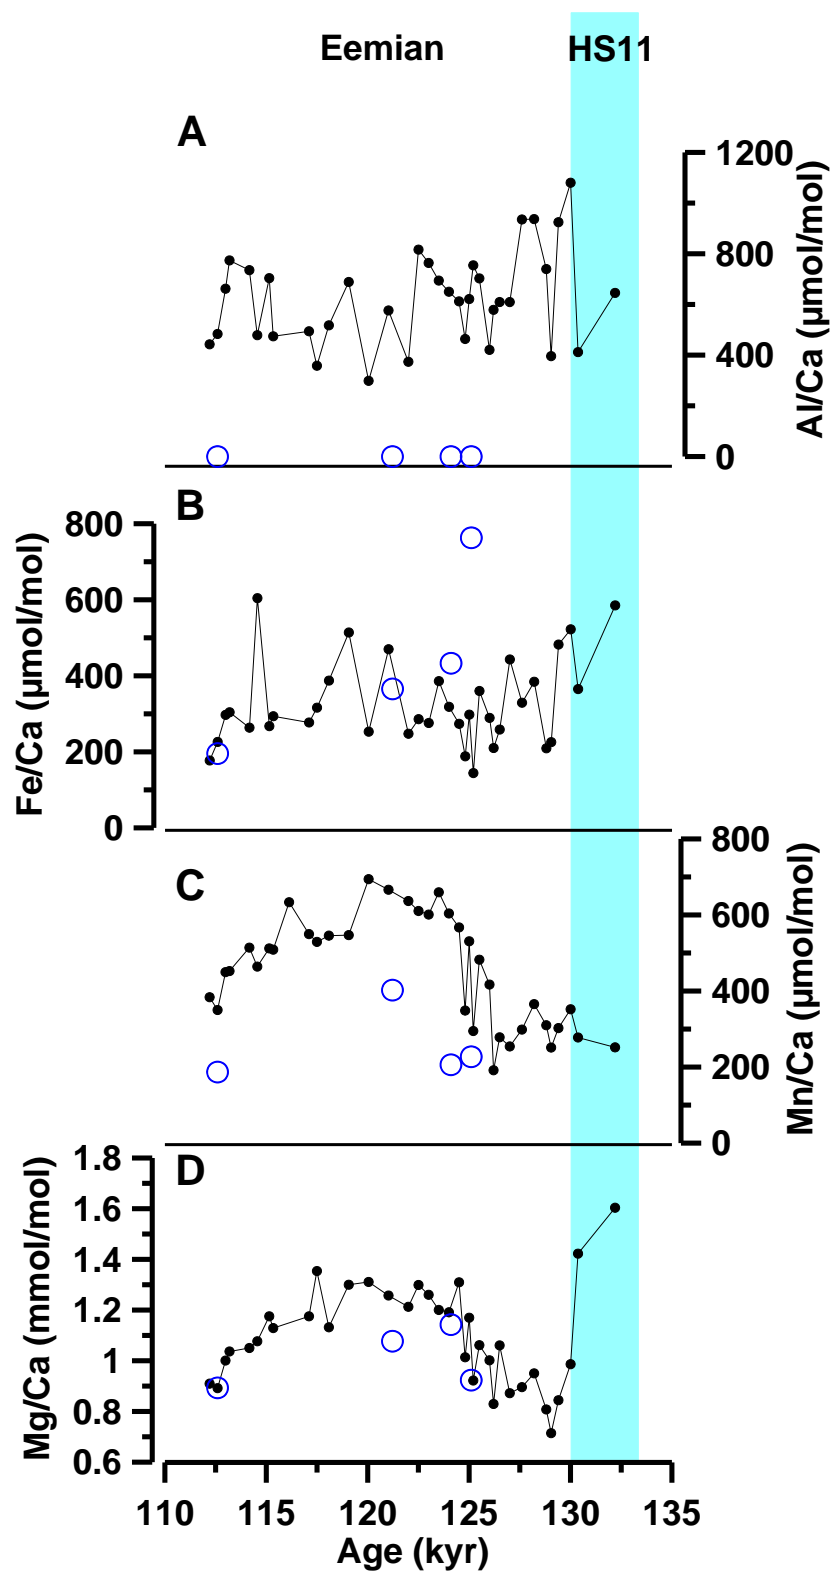 Eemian HS11
A
1200
800
400
0
Al/Ca (μmol/mol)
B
800
600
400
200
0
Fe/Ca (μmol/mol)
C
800
600
400
200
0
Mn/Ca (μmol/mol)
D
1.8
1.6
1.4
1.2
1
0.8
0.6
Mg/Ca (mmol/mol)
110 115 120 125 130 135
Age (kyr)